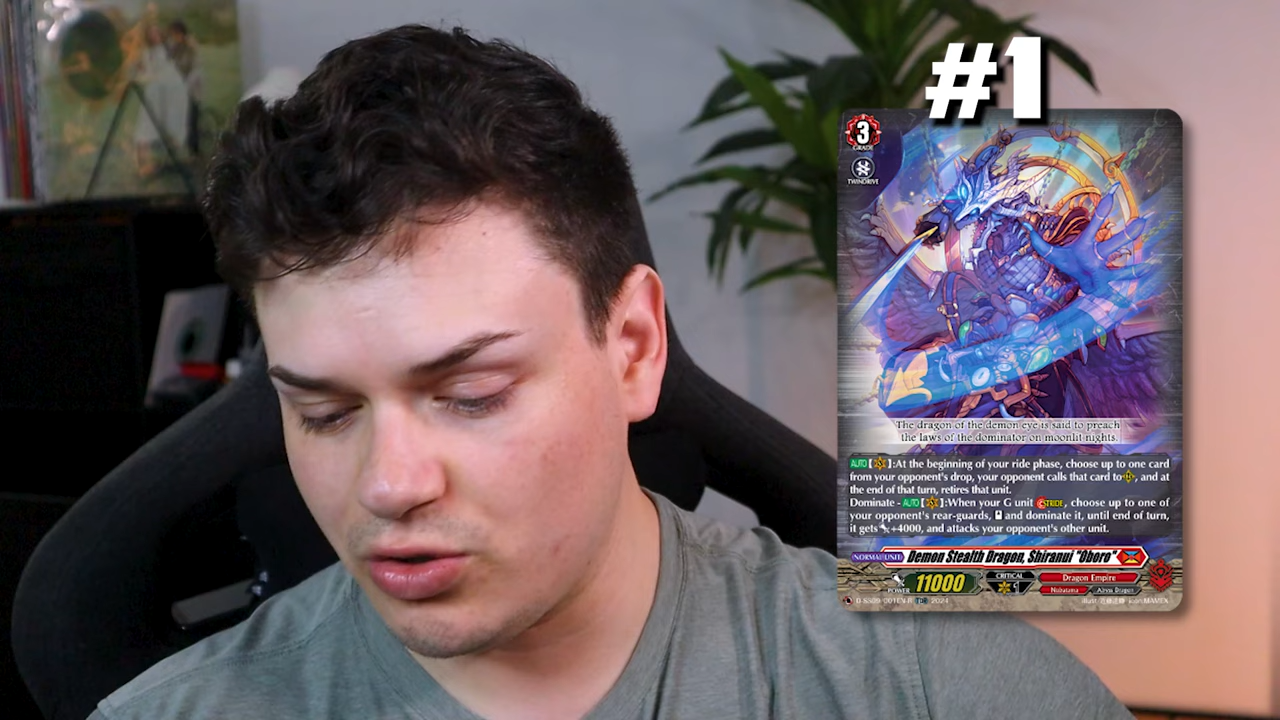 #1
3
GRADE
TWINDRIVE
The dragon of the demon eye is said to preach
the laws of the dominator on moonlit nights.
AUTO【】:At the beginning of your ride phase, choose up to one card
from your opponent's drop, your opponent calls that card to, and at
the end of that turn, retires that unit.
Dominate - AUTO【】:When your G unit STRIDE, choose up to one of
your opponent's rear-guards, and dominate it, until end of turn,
it gets +4000, and attacks your opponent's other unit.
NORMAL UNIT Demon Stealth Dragon, Shiranui "Oboro"
POWER 11000 CRITICAL 1 Dragon Empire
Nubatama Abyss Dragon
2024